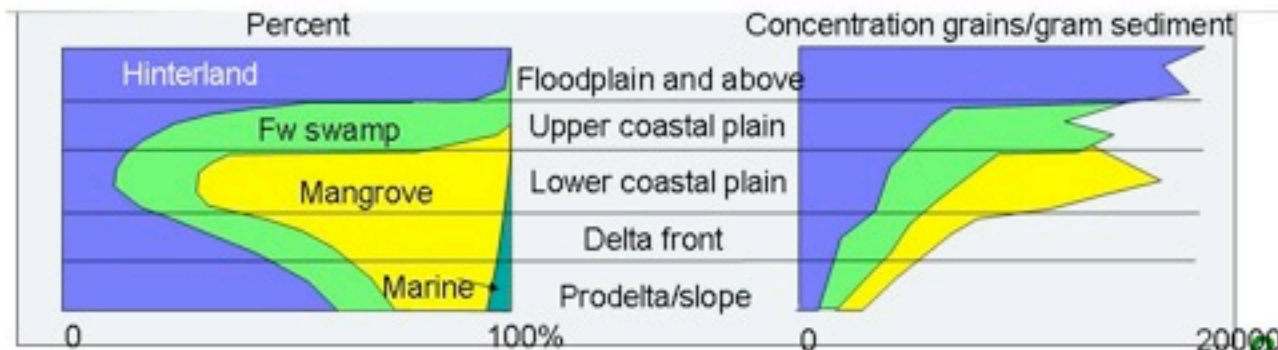 Percent
Concentration grains/gram sediment
Hinterland
Floodplain and above
Fw swamp
Upper coastal plain
Mangrove
Lower coastal plain
Delta front
Marine
Prodelta/slope
0
100%
0
20000